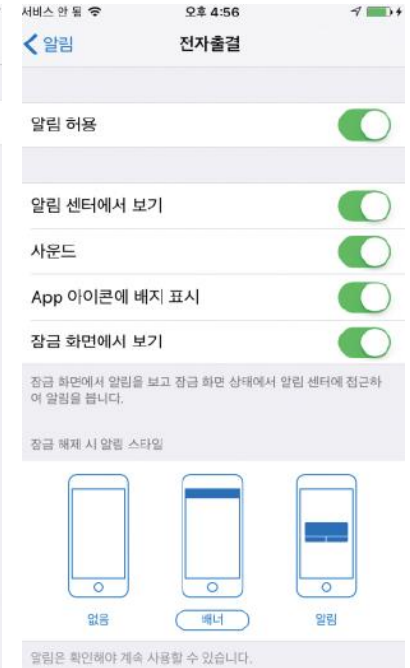 서비스 안 됨 오후 4:56
알림 전자출결
알림 허용
알림 센터에서 보기
사운드
App 아이콘에 배지 표시
잠금 화면에서 보기
잠금 화면에서 알림을 보고 잠금 화면 상태에서 알림 센터에 접근하
여 알림을 봅니다.
잠금 해제 시 알림 스타일
없음 배너 알림
알림은 확인해야 계속 사용할 수 있습니다.